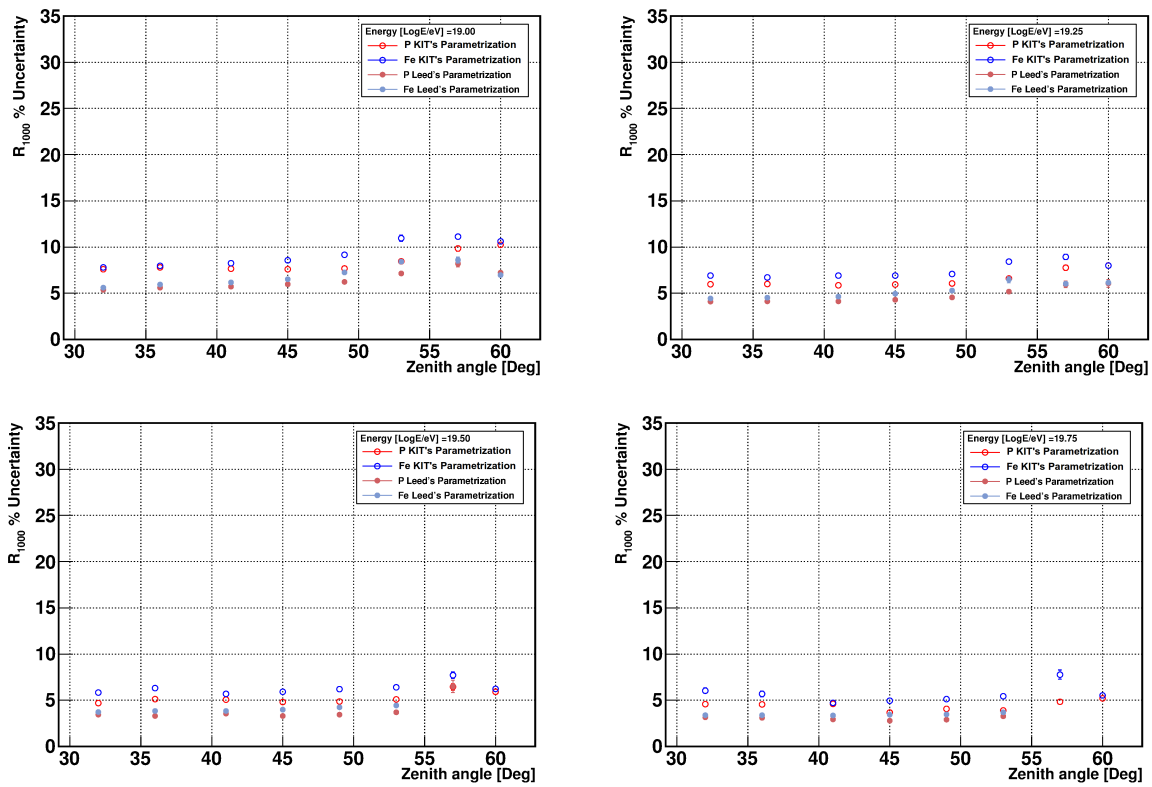 R1000 % Uncertainty
35
30
25
20
15
10
5
0
Energy [LogE/eV] =19.00
P KIT's Parametrization
Fe KIT's Parametrization
P Leed's Parametrization
Fe Leed's Parametrization
30 35 40 45 50 55 60
Zenith angle [Deg]
R1000 % Uncertainty
35
30
25
20
15
10
5
0
Energy [LogE/eV] =19.25
P KIT's Parametrization
Fe KIT's Parametrization
P Leed's Parametrization
Fe Leed's Parametrization
30 35 40 45 50 55 60
Zenith angle [Deg]
R1000 % Uncertainty
35
30
25
20
15
10
5
0
Energy [LogE/eV] =19.50
P KIT's Parametrization
Fe KIT's Parametrization
P Leed's Parametrization
Fe Leed's Parametrization
30 35 40 45 50 55 60
Zenith angle [Deg]
R1000 % Uncertainty
35
30
25
20
15
10
5
0
Energy [LogE/eV] =19.75
P KIT's Parametrization
Fe KIT's Parametrization
P Leed's Parametrization
Fe Leed's Parametrization
30 35 40 45 50 55 60
Zenith angle [Deg]